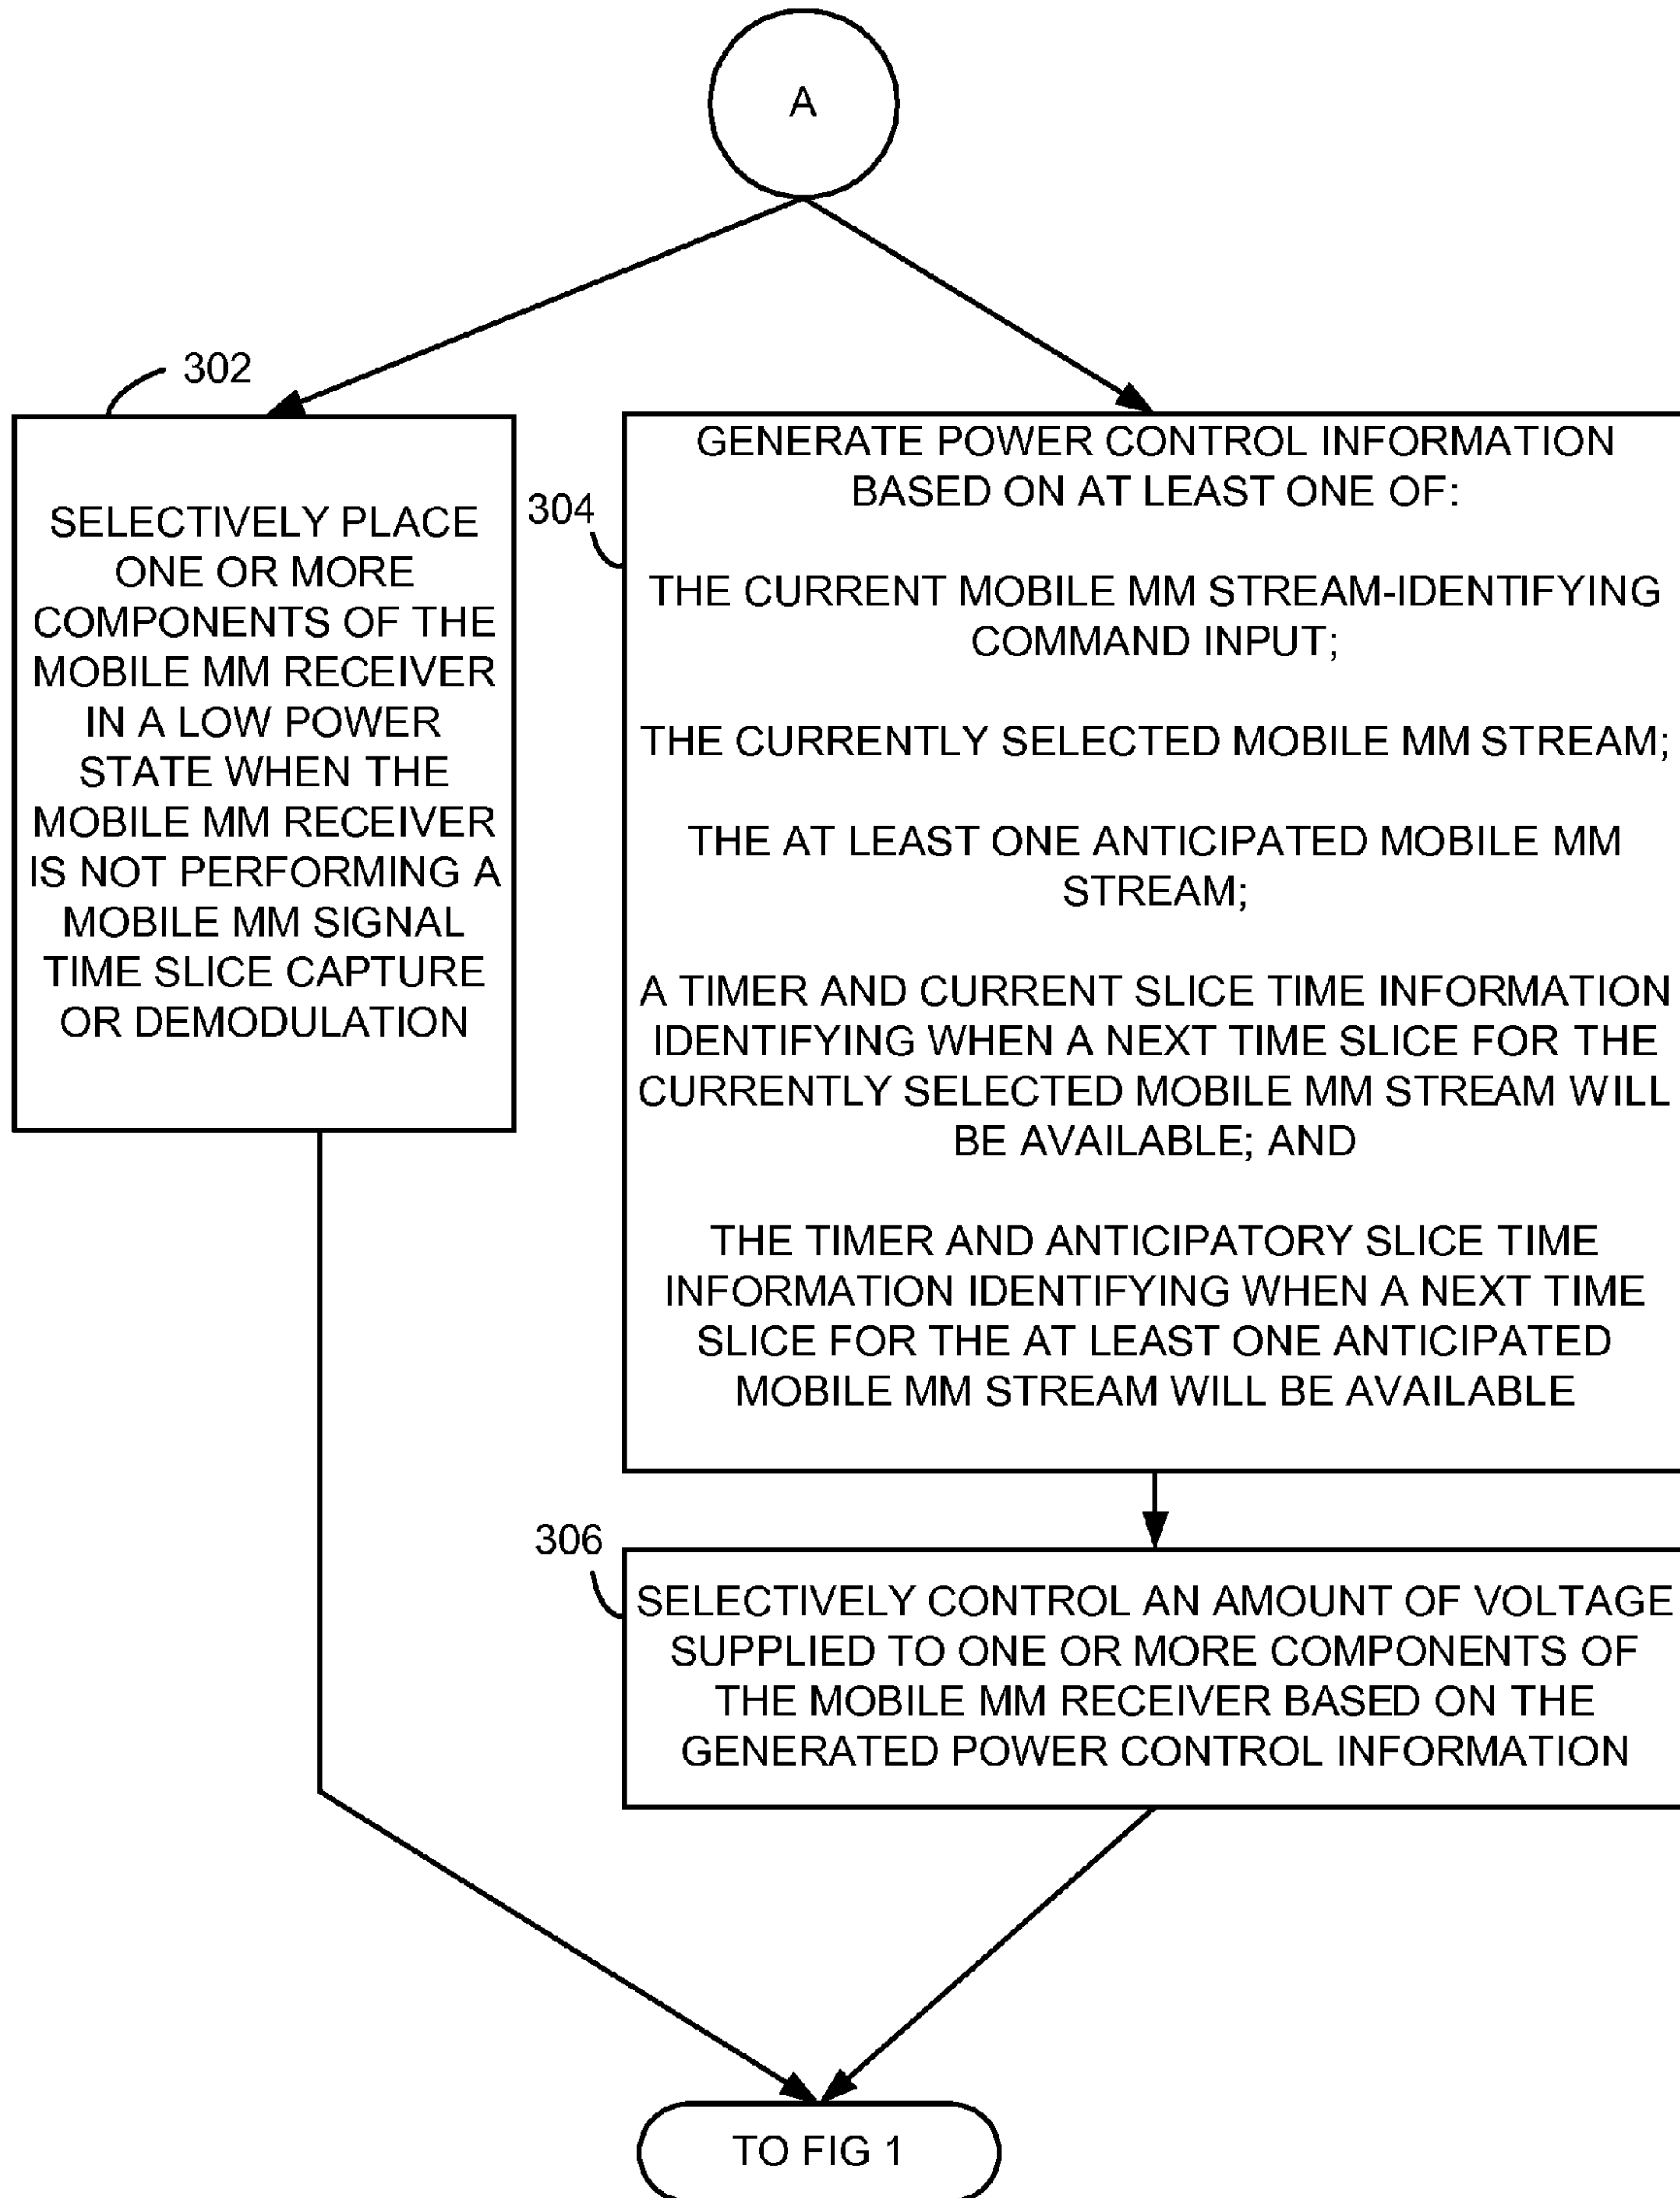 A
302
SELECTIVELY PLACE
ONE OR MORE
COMPONENTS OF THE
MOBILE MM RECEIVER
IN A LOW POWER
STATE WHEN THE
MOBILE MM RECEIVER
IS NOT PERFORMING A
MOBILE MM SIGNAL
TIME SLICE CAPTURE
OR DEMODULATION
304
GENERATE POWER CONTROL INFORMATION
BASED ON AT LEAST ONE OF:
THE CURRENT MOBILE MM STREAM-IDENTIFYING
COMMAND INPUT;
THE CURRENTLY SELECTED MOBILE MM STREAM;
THE AT LEAST ONE ANTICIPATED MOBILE MM
STREAM;
A TIMER AND CURRENT SLICE TIME INFORMATION
IDENTIFYING WHEN A NEXT TIME SLICE FOR THE
CURRENTLY SELECTED MOBILE MM STREAM WILL
BE AVAILABLE; AND
THE TIMER AND ANTICIPATORY SLICE TIME
INFORMATION IDENTIFYING WHEN A NEXT TIME
SLICE FOR THE AT LEAST ONE ANTICIPATED
MOBILE MM STREAM WILL BE AVAILABLE
306
SELECTIVELY CONTROL AN AMOUNT OF VOLTAGE
SUPPLIED TO ONE OR MORE COMPONENTS OF
THE MOBILE MM RECEIVER BASED ON THE
GENERATED POWER CONTROL INFORMATION
TO FIG 1